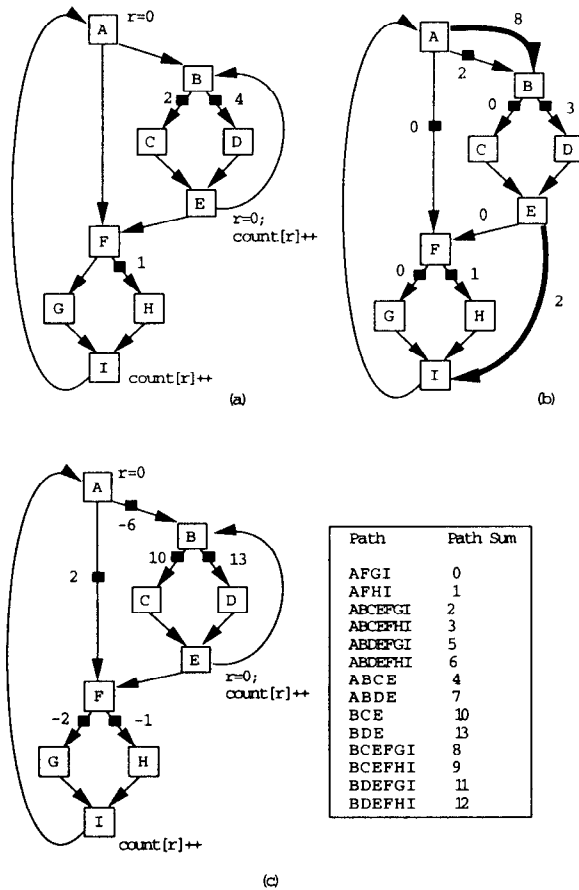 A
r=0
B
2
4
C
D
E
r=0;
count[r]++
F
1
G
H
I
count[r]++
(a)
8
A
2
B
0
3
C
D
0
E
0
F
0
1
G
H
2
I
(b)
A
r=0
-6
B
10
13
2
C
D
E
r=0;
count[r]++
F
-2
-1
G
H
I
count[r]++
Path Path Sum
AFGI 0
AFHI 1
ABCEFGI 2
ABCEFHI 3
ABDEFGI 5
ABDEFHI 6
ABCE 4
ABDE 7
BCE 10
BDE 13
BCEFGI 8
BCEFHI 9
BDEFGI 11
BDEFHI 12
(c)